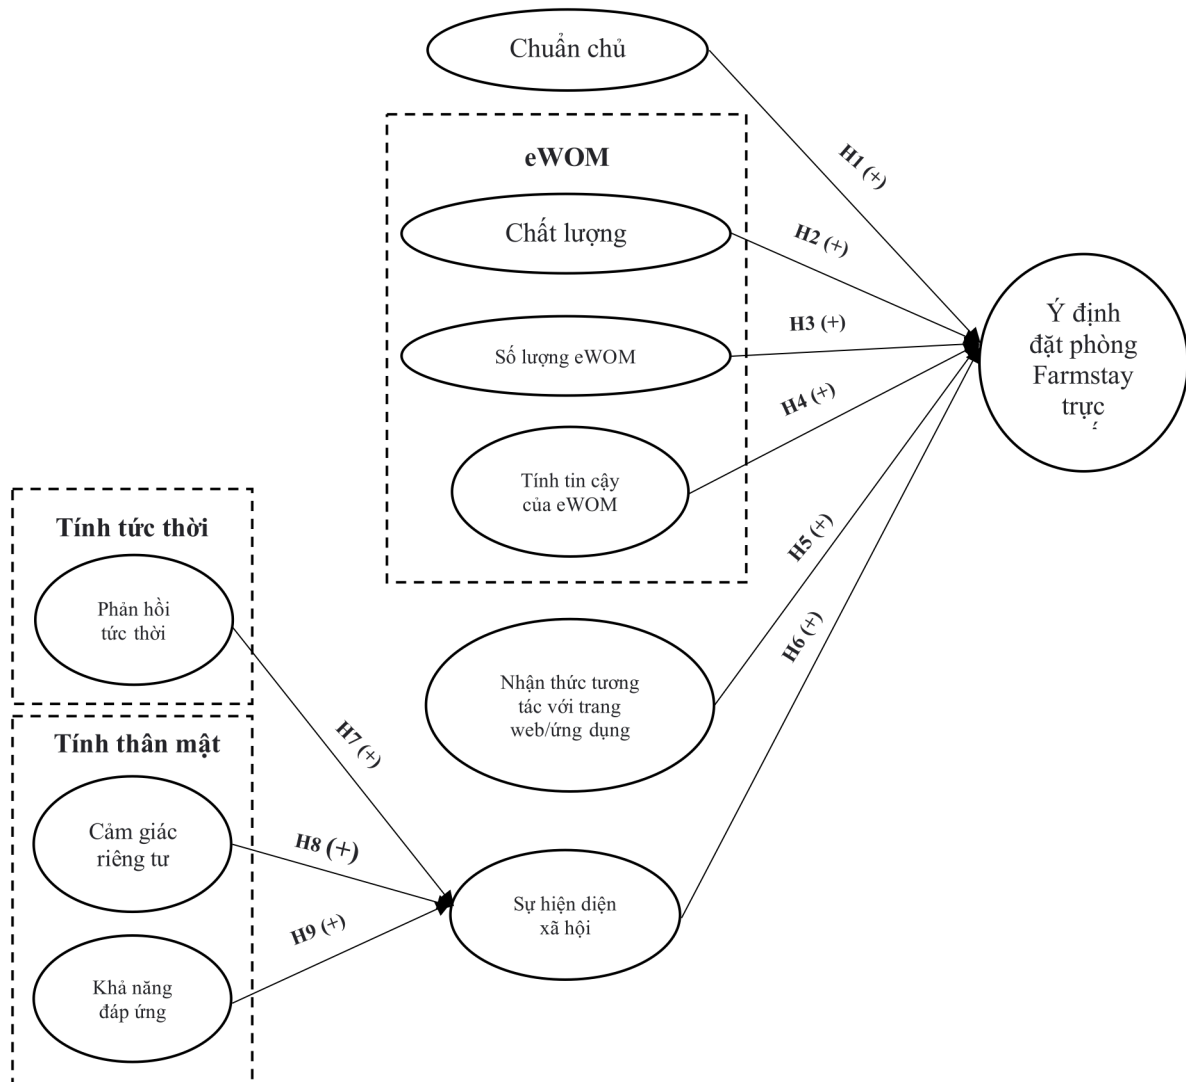 Chuẩn chủ
H1 (+)
eWOM
Chất lượng
H2 (+)
Số lượng eWOM
H3 (+)
Tính tin cậy
của eWOM
H4 (+)
Ý định
đặt phòng
Farmstay
trực
Tính tức thời
Phản hồi
tức thời
Nhận thức tương
tác với trang
web/ứng dụng
H5 (+)
H6 (+)
H7 (+)
Tính thân mật
Cảm giác
riêng tư
H8 (+)
Khả năng
đáp ứng
H9 (+)
Sự hiện diện
xã hội